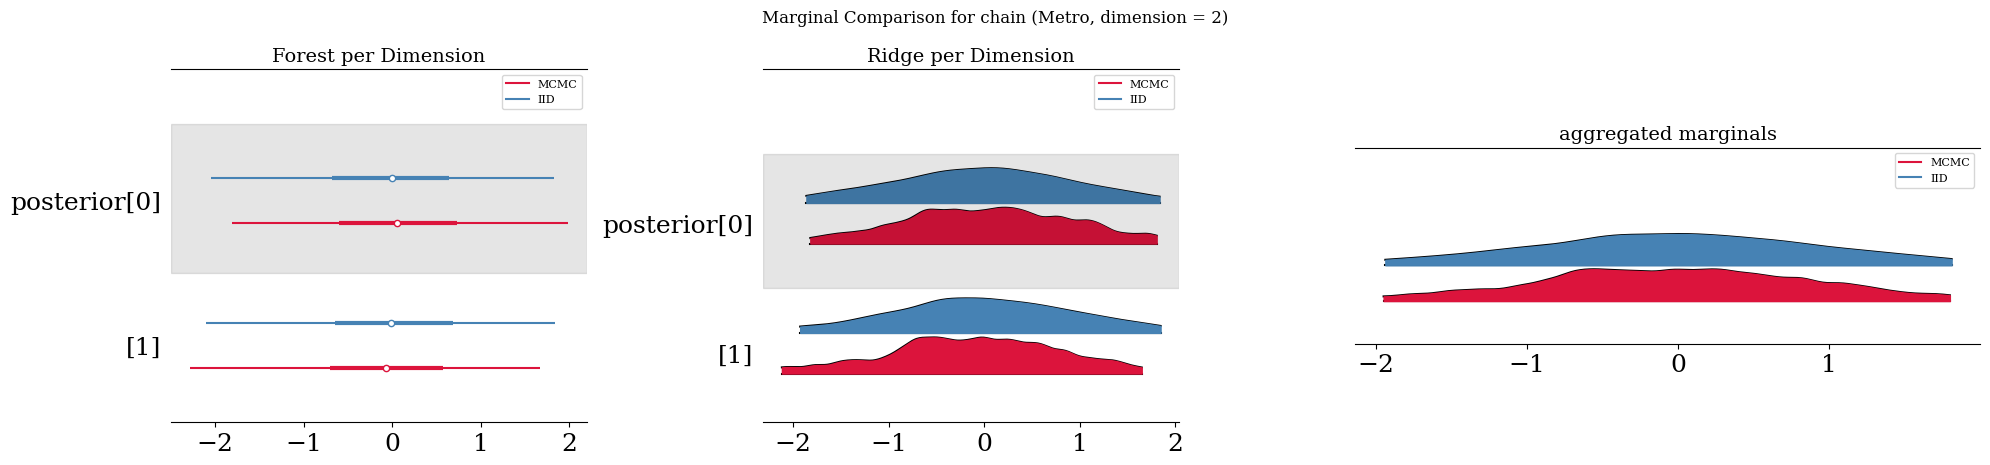 Marginal Comparison for chain (Metro, dimension = 2)
Forest per Dimension
MCMC
IID
posterior[0]
[1]
−2 −1 0 1 2
Ridge per Dimension
MCMC
IID
posterior[0]
[1]
−2 −1 0 1 2
aggregated marginals
MCMC
IID
−2 −1 0 1